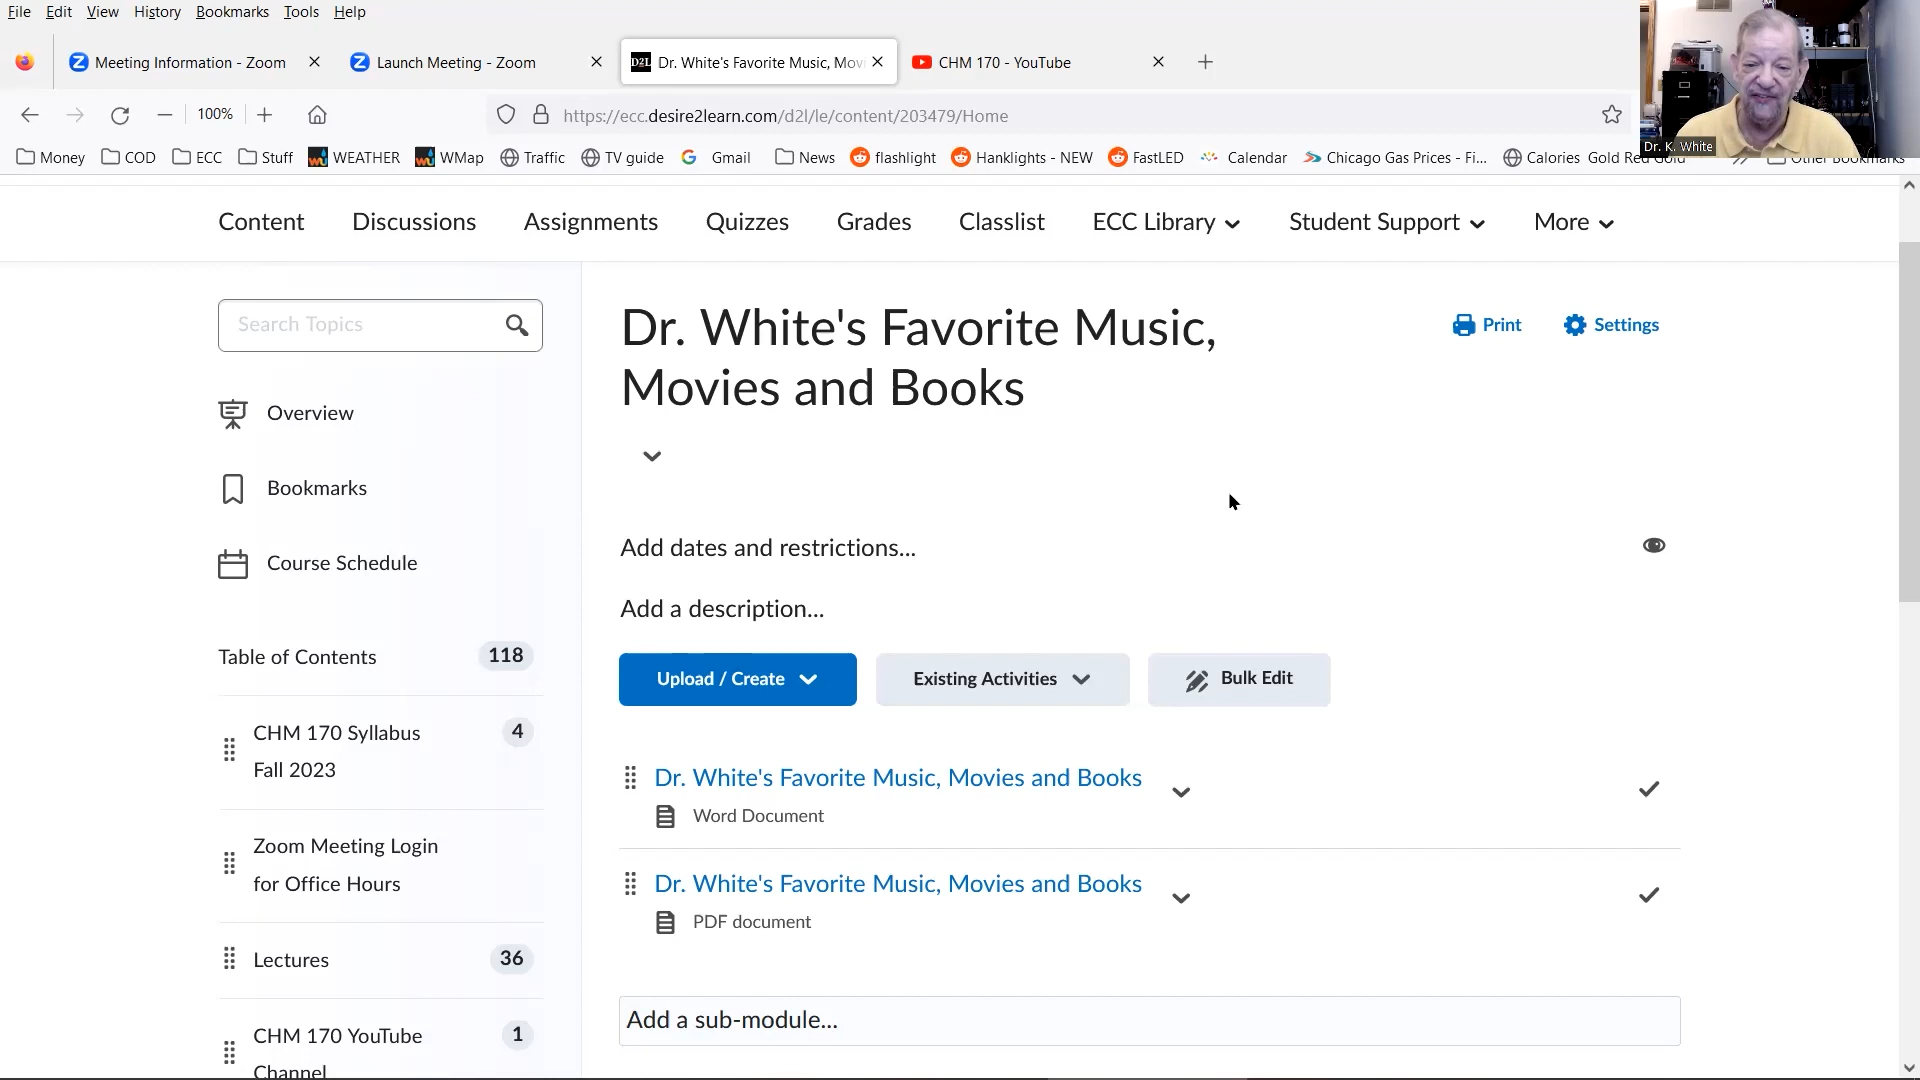 File Edit View History Bookmarks Tools Help
Meeting Information - Zoom
Launch Meeting - Zoom
D2L Dr. White's Favorite Music, Mov
CHM 170 - YouTube
100%
https://ecc.desire2learn.com/d2l/le/content/203479/Home
Dr. K. White
Money COD ECC Stuff WEATHER WMap Traffic TV guide Gmail News flashlight Hanklights - NEW FastLED Calendar Chicago Gas Prices - Fi... Calories Gold Red Gold Other Bookmarks
Content Discussions Assignments Quizzes Grades Classlist ECC Library Student Support More
Search Topics
Overview
Bookmarks
Course Schedule
Table of Contents 118
CHM 170 Syllabus
Fall 2023
4
Zoom Meeting Login
for Office Hours
Lectures 36
CHM 170 YouTube
Channel
1
Dr. White's Favorite Music,
Movies and Books
Print Settings
Add dates and restrictions...
Add a description...
Upload / Create Existing Activities Bulk Edit
Dr. White's Favorite Music, Movies and Books
Word Document
Dr. White's Favorite Music, Movies and Books
PDF document
Add a sub-module...